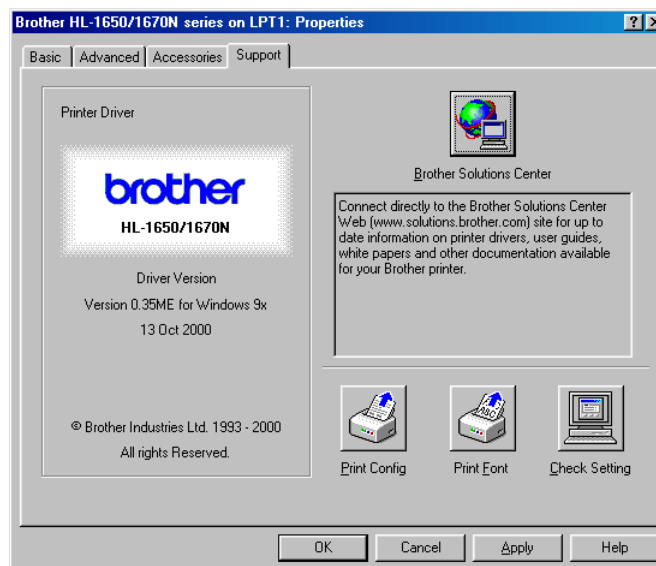 Brother HL-1650/1670N series on LPT1: Properties
Basic
Advanced
Accessories
Support
Printer Driver
brother
HL-1650/1670N
Driver Version
Version 0.35ME for Windows 9x
13 Oct 2000
© Brother Industries Ltd. 1993 - 2000
All rights Reserved.
Brother Solutions Center
Connect directly to the Brother Solutions Center
Web (www.solutions.brother.com) site for up to
date information on printer drivers, user guides,
white papers and other documentation available
for your Brother printer.
ABC
Print Config
Print Font
Check Setting
OK
Cancel
Apply
Help